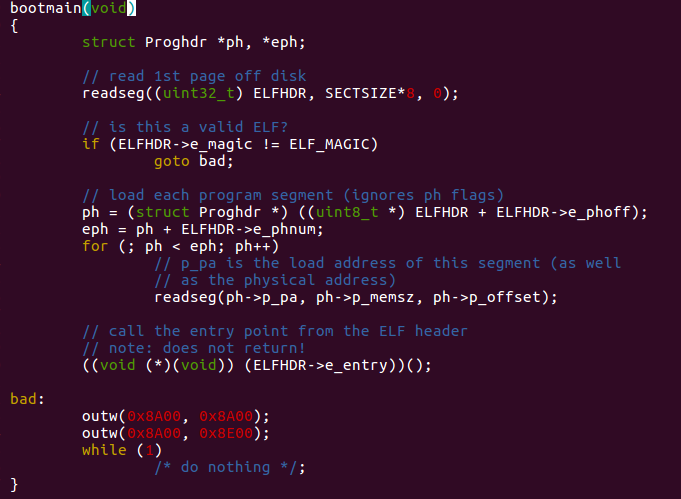 bootmain(void)
{
        struct Proghdr *ph, *eph;

        // read 1st page off disk
        readseg((uint32_t) ELFHDR, SECTSIZE*8, 0);

        // is this a valid ELF?
        if (ELFHDR->e_magic != ELF_MAGIC)
                goto bad;

        // load each program segment (ignores ph flags)
        ph = (struct Proghdr *) ((uint8_t *) ELFHDR + ELFHDR->e_phoff);
        eph = ph + ELFHDR->e_phnum;
        for (; ph < eph; ph++)
                // p_pa is the load address of this segment (as well
                // as the physical address)
                readseg(ph->p_pa, ph->p_memsz, ph->p_offset);

        // call the entry point from the ELF header
        // note: does not return!
        ((void (*)(void)) (ELFHDR->e_entry))();

bad:
        outw(0x8A00, 0x8A00);
        outw(0x8A00, 0x8E00);
        while (1)
                /* do nothing */;
}